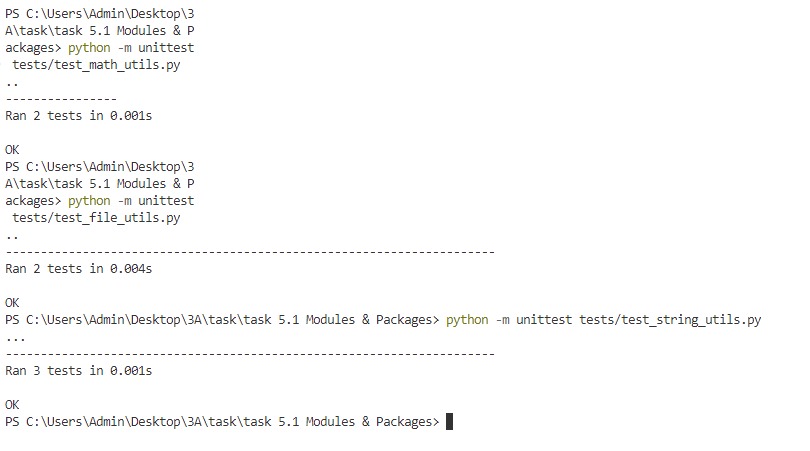 PS C:\Users\Admin\Desktop\3
A\task\task 5.1 Modules & P
ackages> python -m unittest
 tests/test_math_utils.py
..
----------------
Ran 2 tests in 0.001s

OK
PS C:\Users\Admin\Desktop\3
A\task\task 5.1 Modules & P
ackages> python -m unittest
 tests/test_file_utils.py
..
----------------------------------------------------------------------
Ran 2 tests in 0.004s

OK
PS C:\Users\Admin\Desktop\3A\task\task 5.1 Modules & Packages> python -m unittest tests/test_string_utils.py
...
----------------------------------------------------------------------
Ran 3 tests in 0.001s

OK
PS C:\Users\Admin\Desktop\3A\task\task 5.1 Modules & Packages>